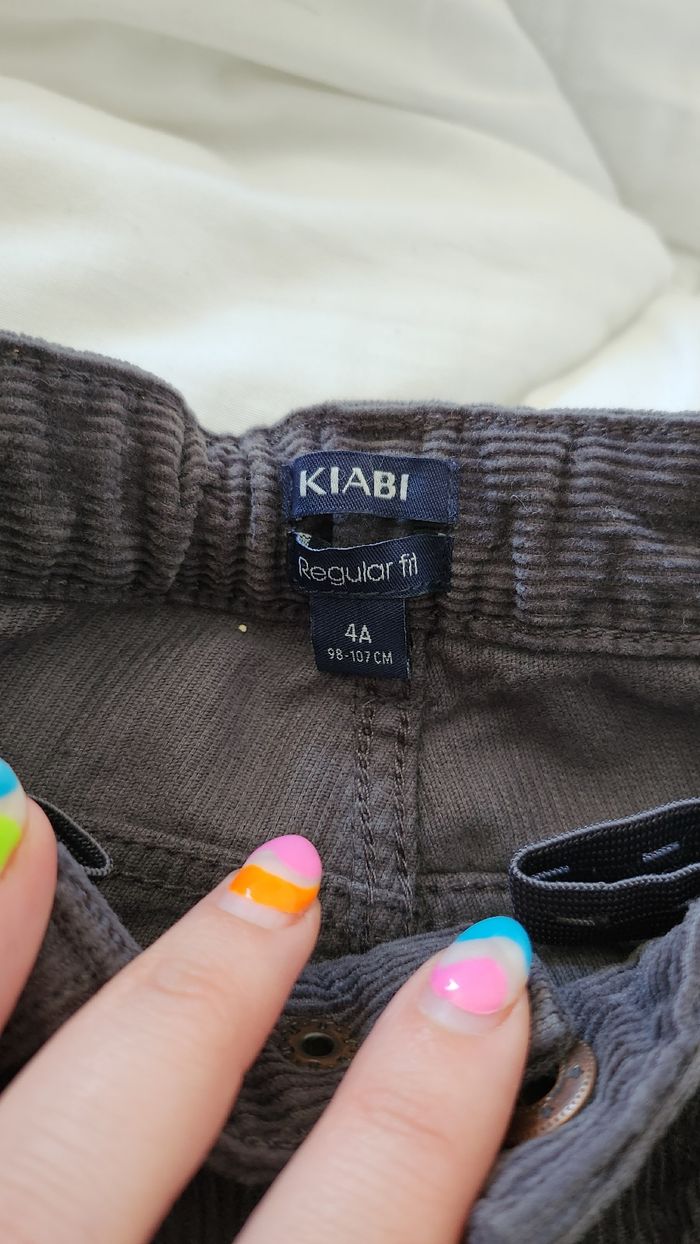 KIABI
Regular fit
4A
98-107 CM